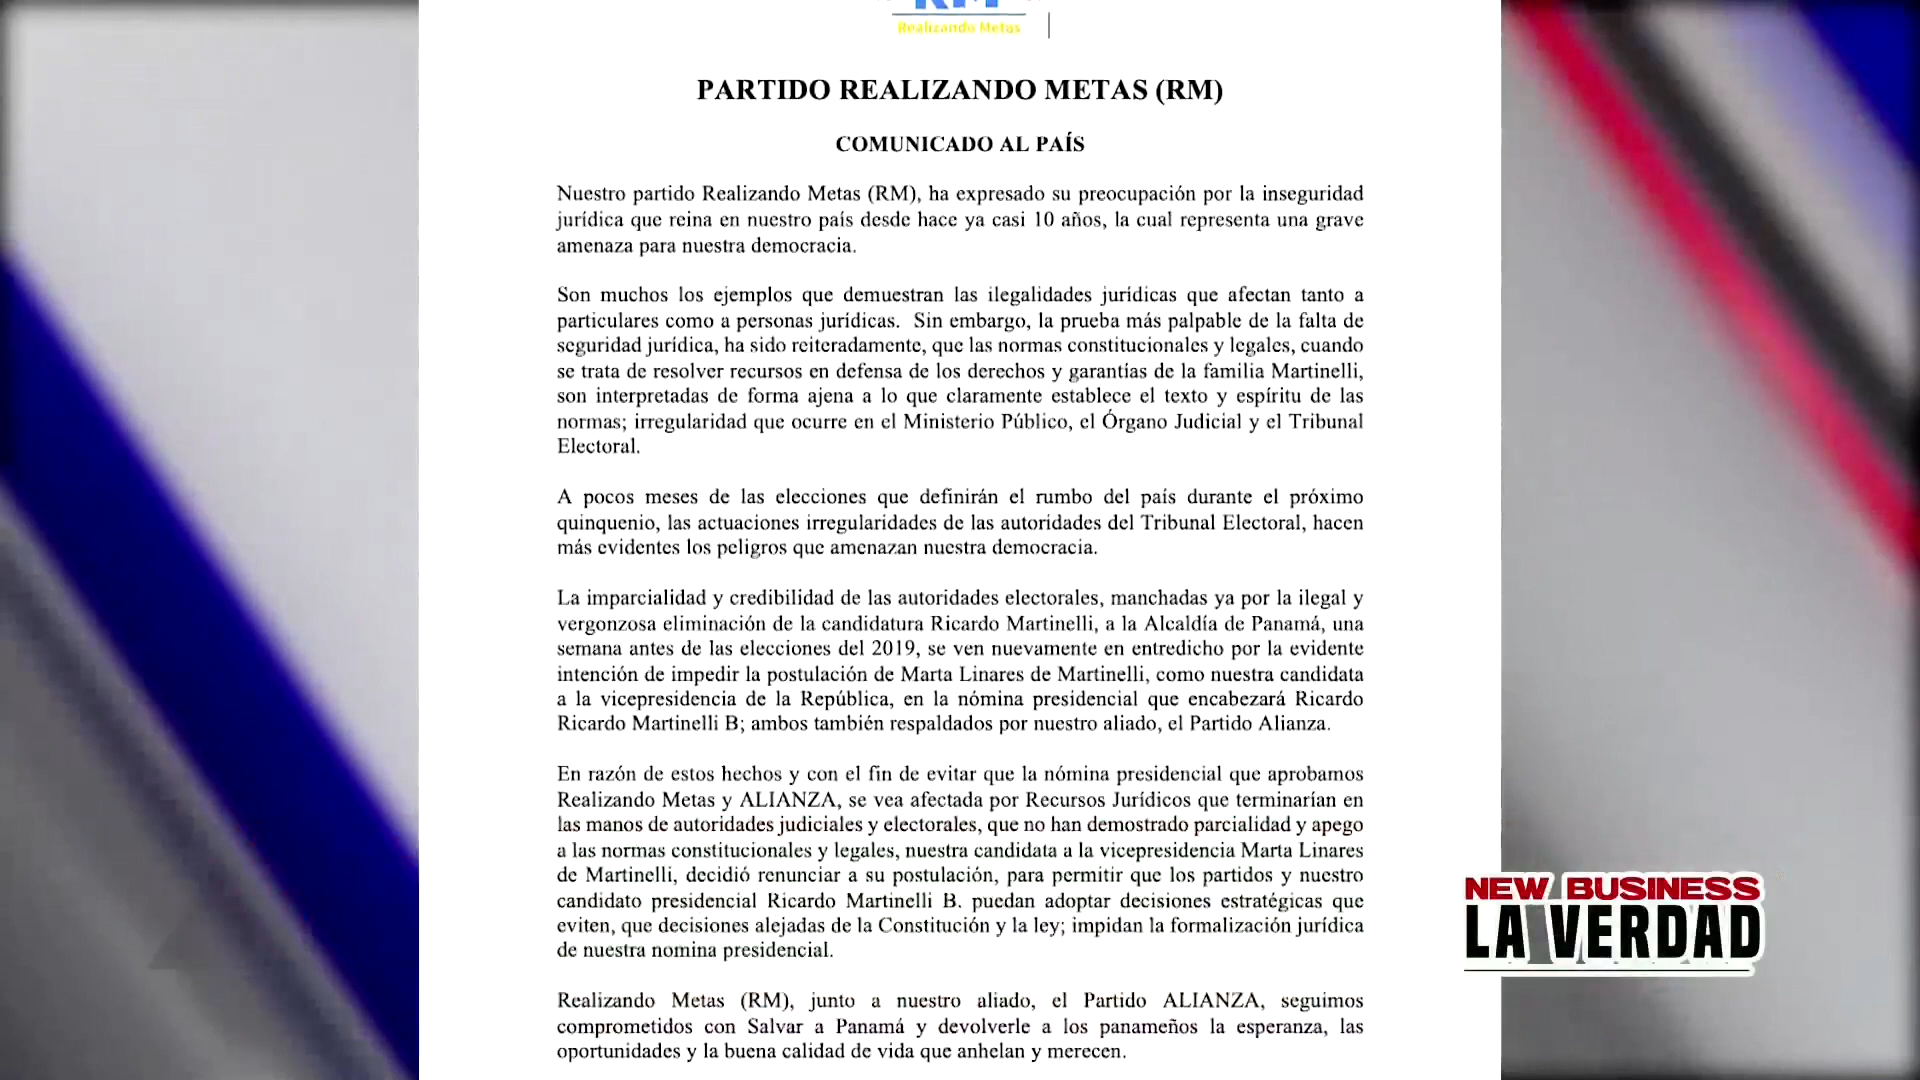 Realizando Metas
PARTIDO REALIZANDO METAS (RM)
COMUNICADO AL PAÍS
Nuestro partido Realizando Metas (RM), ha expresado su preocupación por la inseguridad
jurídica que reina en nuestro país desde hace ya casi 10 años, la cual representa una grave
amenaza para nuestra democracia.
Son muchos los ejemplos que demuestran las ilegalidades jurídicas que afectan tanto a
particulares como a personas jurídicas. Sin embargo, la prueba más palpable de la falta de
seguridad jurídica, ha sido reiteradamente, que las normas constitucionales y legales, cuando
se trata de resolver recursos en defensa de los derechos y garantías de la familia Martinelli,
son interpretadas de forma ajena a lo que claramente establece el texto y espíritu de las
normas; irregularidad que ocurre en el Ministerio Público, el Órgano Judicial y el Tribunal
Electoral.
A pocos meses de las elecciones que definirán el rumbo del país durante el próximo
quinquenio, las actuaciones irregularidades de las autoridades del Tribunal Electoral, hacen
más evidentes los peligros que amenazan nuestra democracia.
La imparcialidad y credibilidad de las autoridades electorales, manchadas ya por la ilegal y
vergonzosa eliminación de la candidatura Ricardo Martinelli, a la Alcaldía de Panamá, una
semana antes de las elecciones del 2019, se ven nuevamente en entredicho por la evidente
intención de impedir la postulación de Marta Linares de Martinelli, como nuestra candidata
a la vicepresidencia de la República, en la nómina presidencial que encabezará Ricardo
Ricardo Martinelli B; ambos también respaldados por nuestro aliado, el Partido Alianza.
En razón de estos hechos y con el fin de evitar que la nómina presidencial que aprobamos
Realizando Metas y ALIANZA, se vea afectada por Recursos Jurídicos que terminarían en
las manos de autoridades judiciales y electorales, que no han demostrado parcialidad y apego
a las normas constitucionales y legales, nuestra candidata a la vicepresidencia Marta Linares
de Martinelli, decidió renunciar a su postulación, para permitir que los partidos y nuestro
candidato presidencial Ricardo Martinelli B. puedan adoptar decisiones estratégicas que
eviten, que decisiones alejadas de la Constitución y la ley; impidan la formalización jurídica
de nuestra nomina presidencial.
Realizando Metas (RM), junto a nuestro aliado, el Partido ALIANZA, seguimos
comprometidos con Salvar a Panamá y devolverle a los panameños la esperanza, las
oportunidades y la buena calidad de vida que anhelan y merecen.
NEW BUSINESS
LA VERDAD